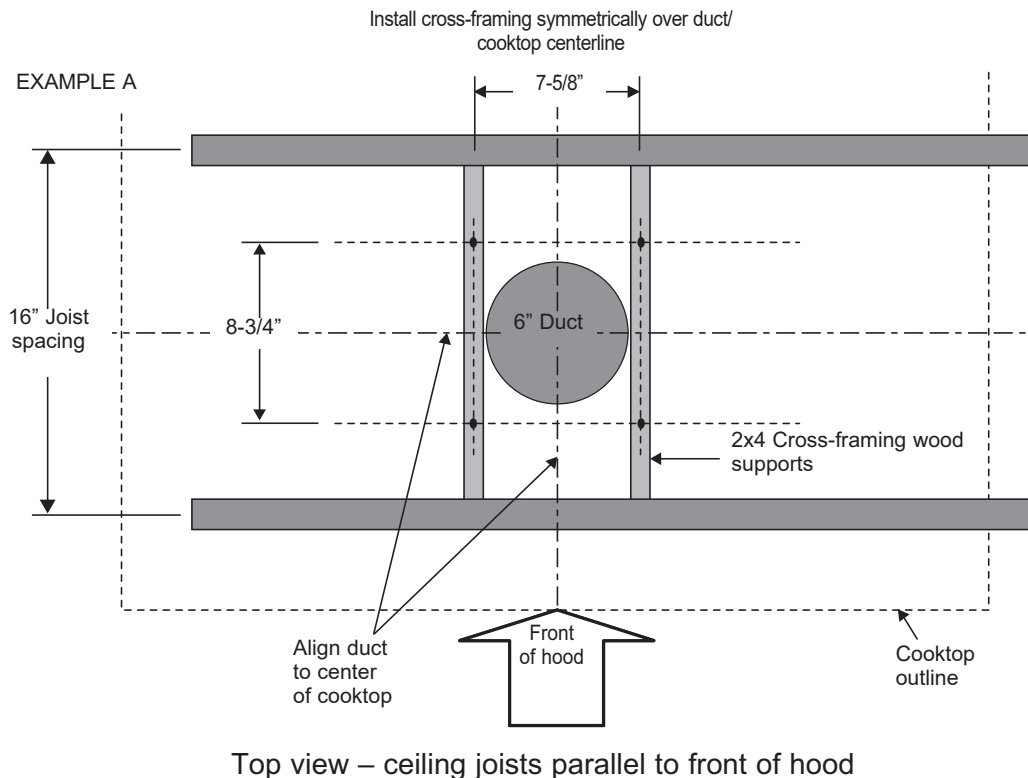 Install cross-framing symmetrically over duct/
cooktop centerline
EXAMPLE A
7-5/8”
16” Joist
spacing
8-3/4”
6” Duct
2x4 Cross-framing wood
supports
Align duct
to center
of cooktop
Front
of hood
Cooktop
outline
Top view – ceiling joists parallel to front of hood